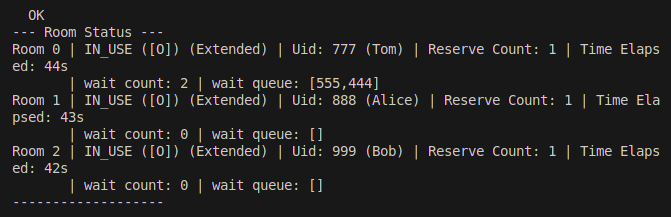 OK
--- Room Status ---
Room 0 | IN_USE ([O]) (Extended) | Uid: 777 (Tom) | Reserve Count: 1 | Time Elaps
ed: 44s
| wait count: 2 | wait queue: [555,444]
Room 1 | IN_USE ([O]) (Extended) | Uid: 888 (Alice) | Reserve Count: 1 | Time Ela
psed: 43s
| wait count: 0 | wait queue: []
Room 2 | IN_USE ([O]) (Extended) | Uid: 999 (Bob) | Reserve Count: 1 | Time Elaps
ed: 42s
| wait count: 0 | wait queue: []
-------------------